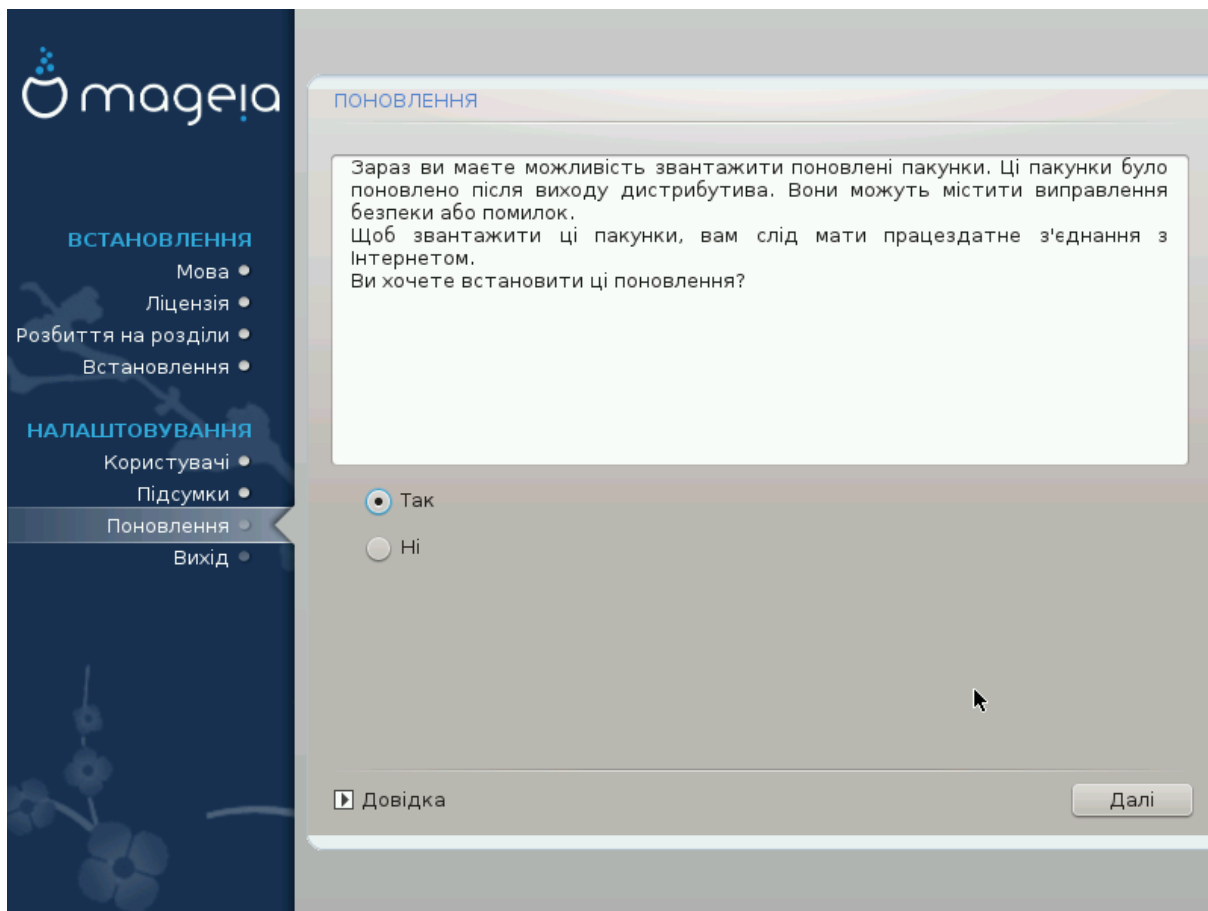 mageia
ВСТАНОВЛЕННЯ
Мова
Ліцензія
Розбиття на розділи
Встановлення
НАЛАШТОВУВАННЯ
Користувачі
Підсумки
Поновлення
Вихід
ПОНОВЛЕННЯ
Зараз ви маєте можливість звантажити поновлені пакунки. Ці пакунки було
поновлено після виходу дистрибутива. Вони можуть містити виправлення
безпеки або помилок.
Щоб звантажити ці пакунки, вам слід мати працездатне з'єднання з
Інтернетом.
Ви хочете встановити ці поновлення?
Так
Ні
Довідка
Далі